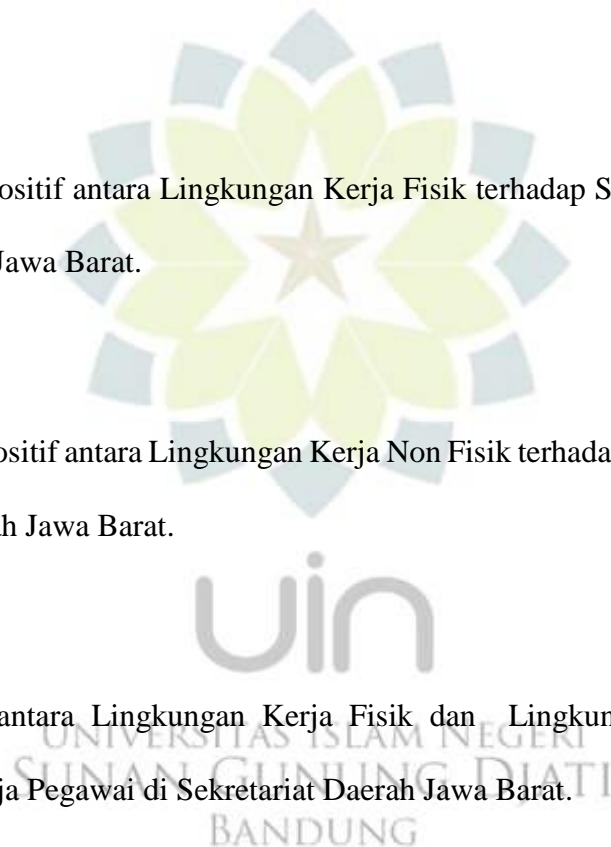 ositif antara Lingkungan Kerja Fisik terhadap S
Jawa Barat.
ositif antara Lingkungan Kerja Non Fisik terhada
ah Jawa Barat.
uin
antara Lingkungan Kerja Fisik dan Lingkun
UNIVERSITAS ISLAM NEGERI
ja Pegawai di Sekretariat Daerah Jawa Barat.
SUNAN GUNUNG DJATI
BANDUNG